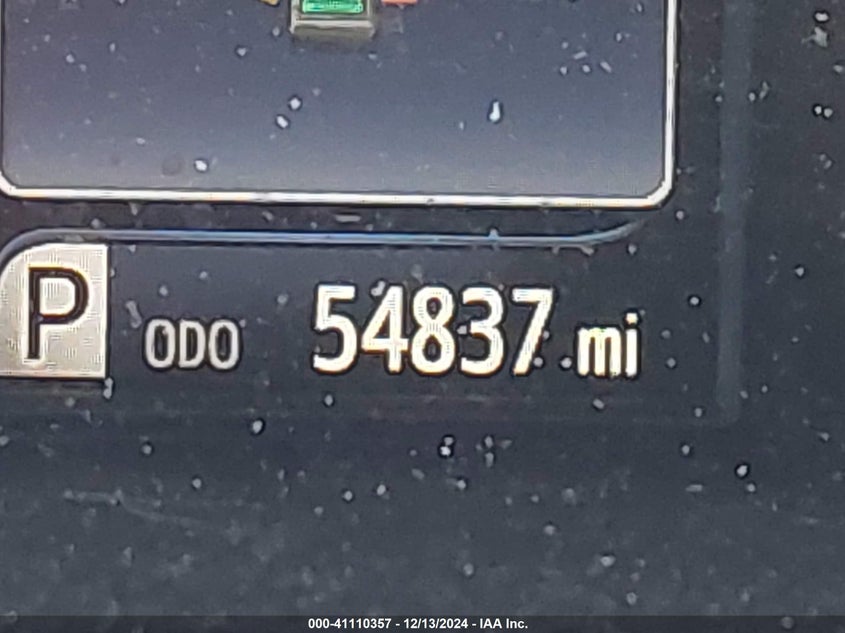 P ODO 54837 mi
000-41110357 - 12/13/2024 - IAA Inc.